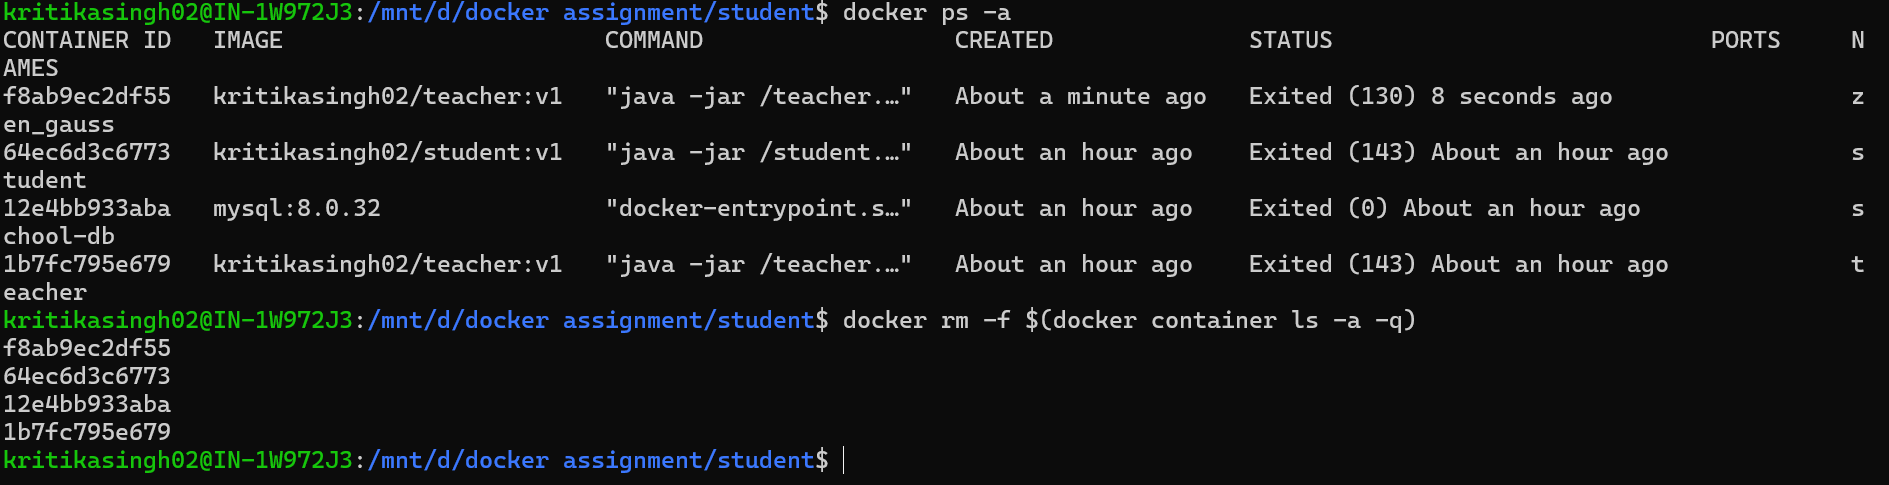 kritikasingh02@IN-1W972J3:/mnt/d/docker assignment/student$ docker ps -a
CONTAINER ID   IMAGE                       COMMAND                  CREATED              STATUS                           PORTS     N
AMES
f8ab9ec2df55   kritikasingh02/teacher:v1   "java -jar /teacher.…"   About a minute ago   Exited (130) 8 seconds ago                 z
en_gauss
64ec6d3c6773   kritikasingh02/student:v1   "java -jar /student.…"   About an hour ago    Exited (143) About an hour ago             s
tudent
12e4bb933aba   mysql:8.0.32                "docker-entrypoint.s…"   About an hour ago    Exited (0) About an hour ago               s
chool-db
1b7fc795e679   kritikasingh02/teacher:v1   "java -jar /teacher.…"   About an hour ago    Exited (143) About an hour ago             t
eacher
kritikasingh02@IN-1W972J3:/mnt/d/docker assignment/student$ docker rm -f $(docker container ls -a -q)
f8ab9ec2df55
64ec6d3c6773
12e4bb933aba
1b7fc795e679
kritikasingh02@IN-1W972J3:/mnt/d/docker assignment/student$